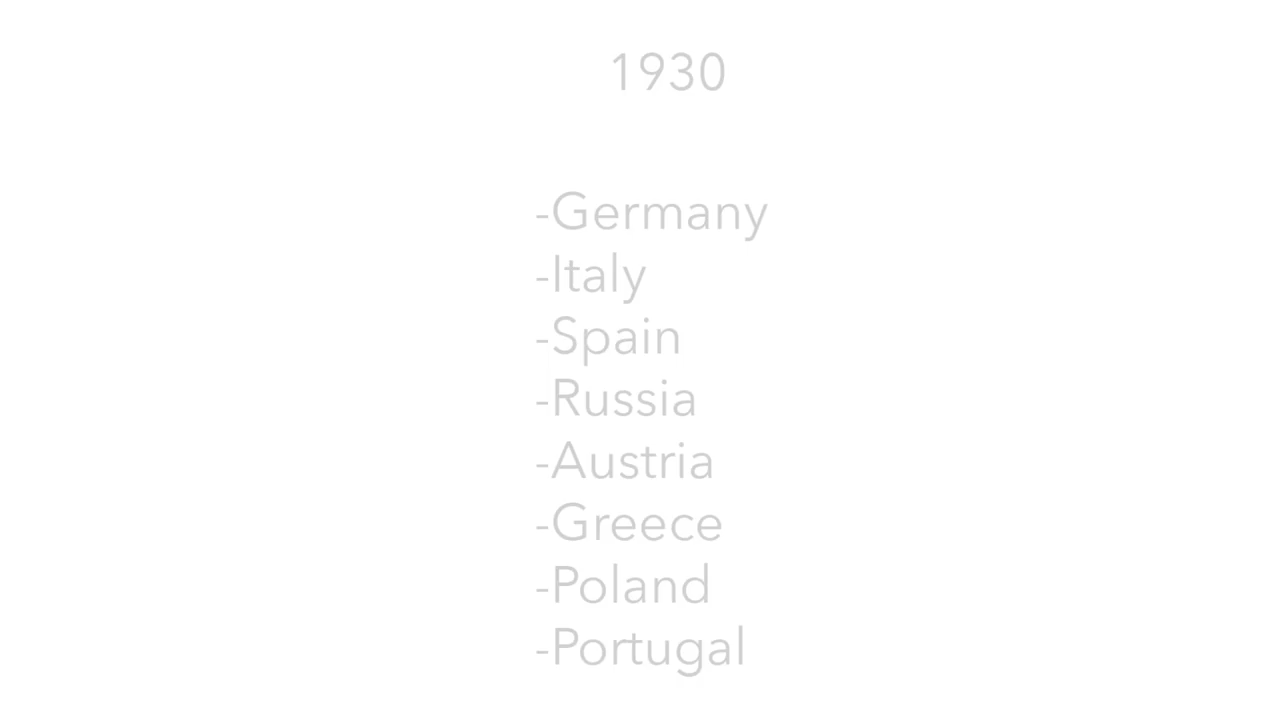 1930
-Germany
-Italy
-Spain
-Russia
-Austria
-Greece
-Poland
-Portugal